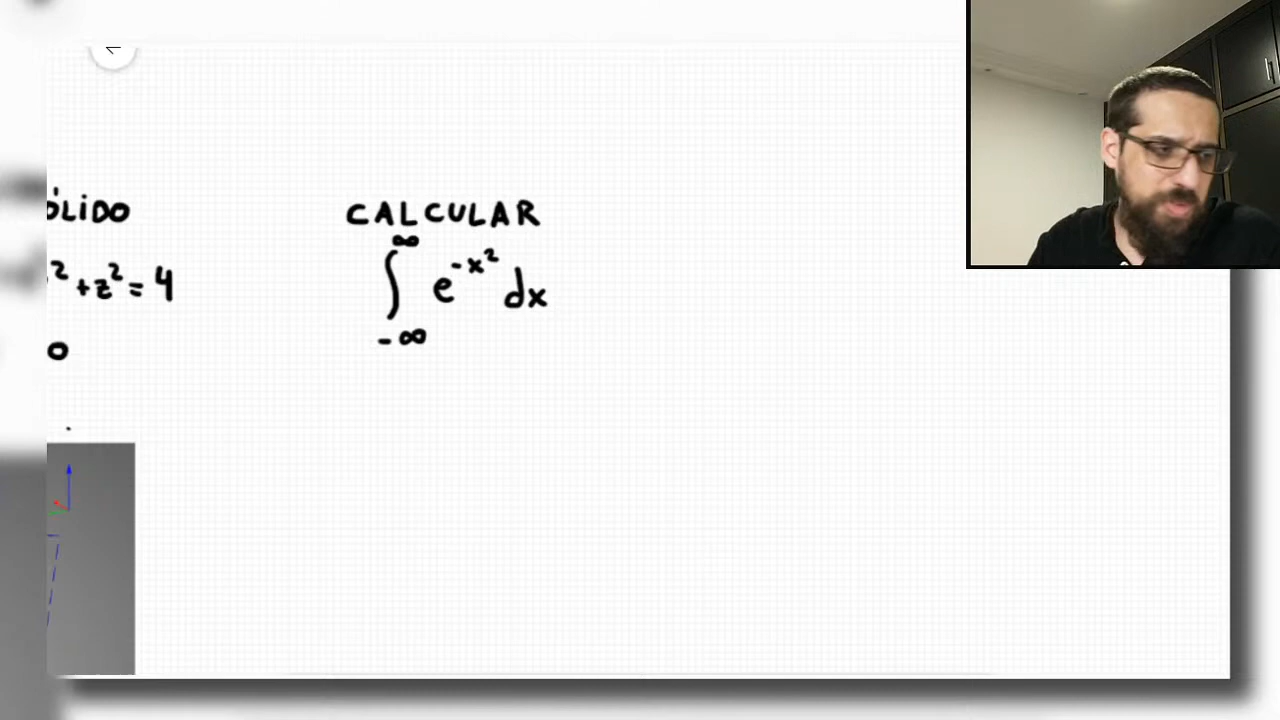 ÓLIDO
² + z² = 4
0
CALCULAR
∫_{-∞}^{∞} e^{-x²} dx